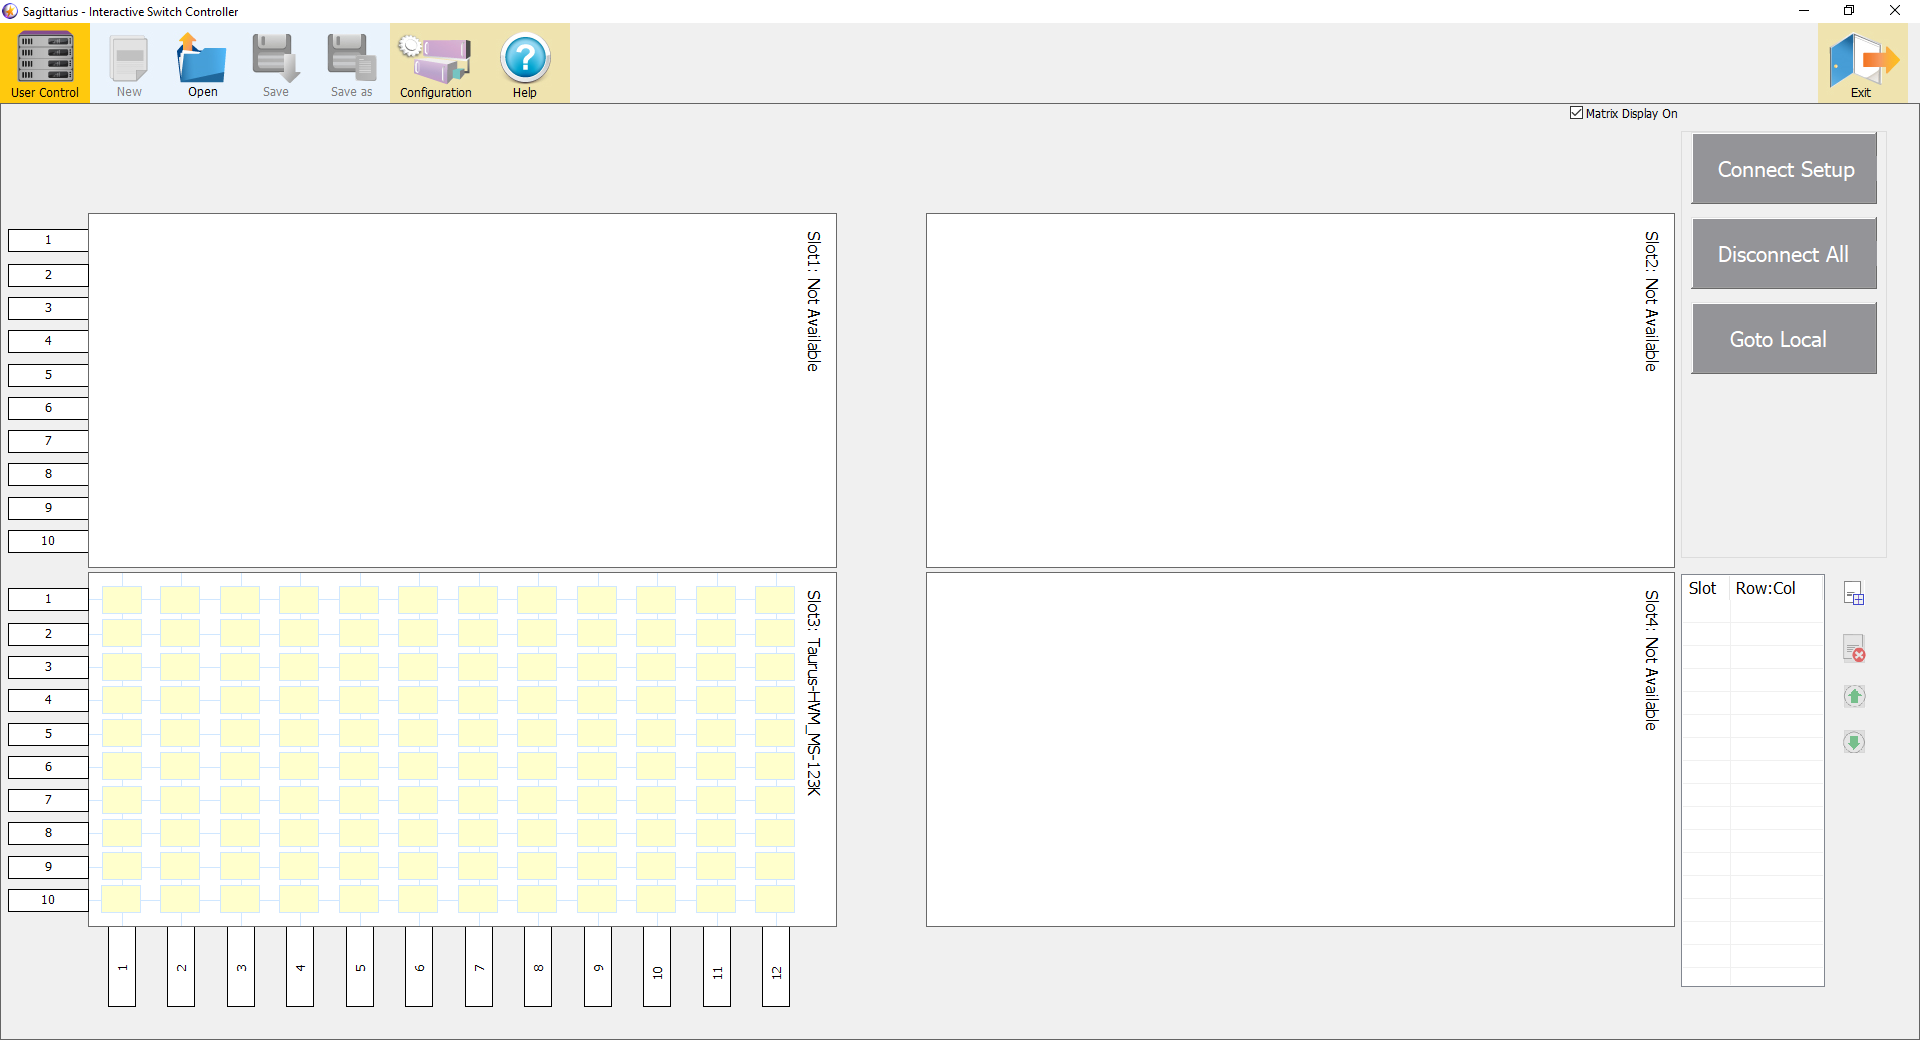 Sagittarius - Interactive Switch Controller
User Control
New
Open
Save
Save as
Configuration
Help
Exit
Matrix Display On
Connect Setup
Disconnect All
Goto Local
1
2
3
4
5
6
7
8
9
10
Slot1: Not Available
Slot2: Not Available
1
2
3
4
5
6
7
8
9
10
Slot3: Taurus-HVM_MS-123K
Slot4: Not Available
Slot Row:Col
1 2 3 4 5 6 7 8 9 10 11 12